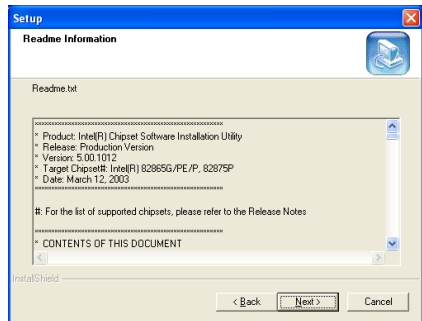 Setup
Readme Information
Readme.txt
************************************************************
* Product: Intel(R) Chipset Software Installation Utility
* Release: Production Version
* Version: 5.00.1012
* Target Chipset#: Intel(R) 82865G/PE/P, 82875P
* Date: March 12, 2003
************************************************************
#: For the list of supported chipsets, please refer to the Release Notes
************************************************************
* CONTENTS OF THIS DOCUMENT
InstallShield
< Back
Next >
Cancel